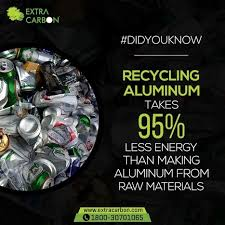 EXTRA
CARBON
#DIDYOUKNOW
RECYCLING
ALUMINUM
TAKES
95%
LESS ENERGY
THAN MAKING
ALUMINUM FROM
RAW MATERIALS
www.extracarbon.com
1800-30701065